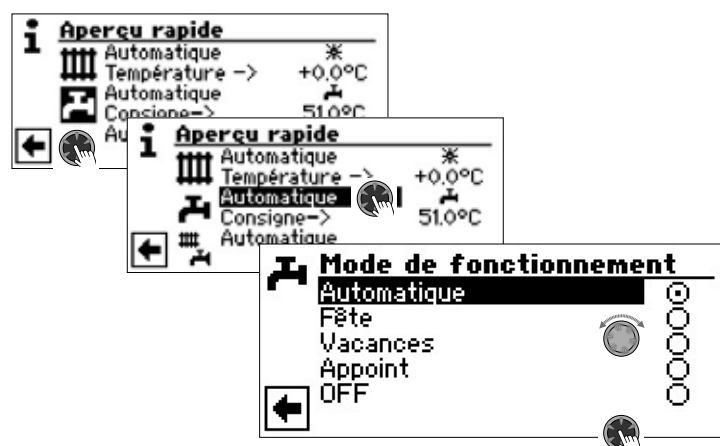 i Aperçu rapide
Automatique
Température -> +0.0°C
Automatique
Consigne-> 51.0°C
Au
i Aperçu rapide
Automatique
Température -> +0.0°C
Automatique
Consigne-> 51.0°C
Automatique
Mode de fonctionnement
Automatique
Fête
Vacances
Appoint
OFF